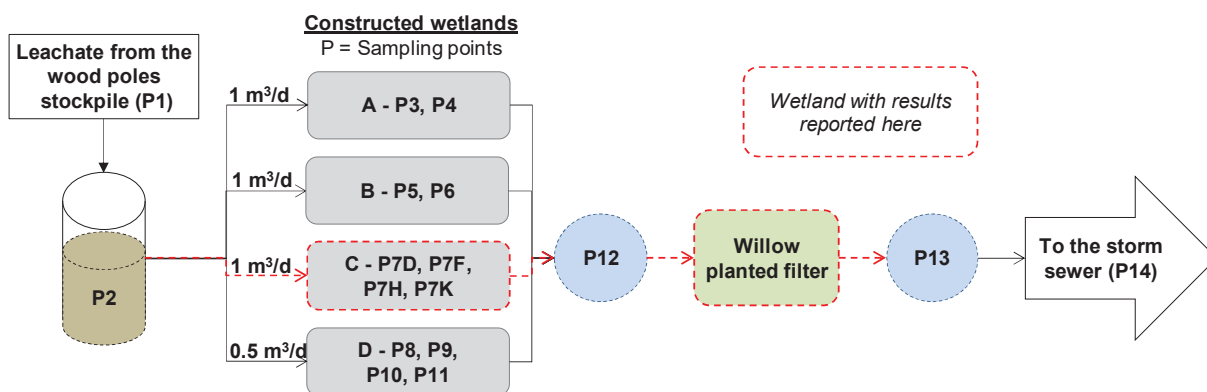 Constructed wetlands
P = Sampling points
Leachate from the
wood poles
stockpile (P1)
1 m³/d
A - P3, P4
Wetland with results
reported here
1 m³/d
B - P5, P6
P2
1 m³/d
C - P7D, P7F,
P7H, P7K
P12
Willow
planted filter
P13
To the storm
sewer (P14)
0.5 m³/d
D - P8, P9,
P10, P11